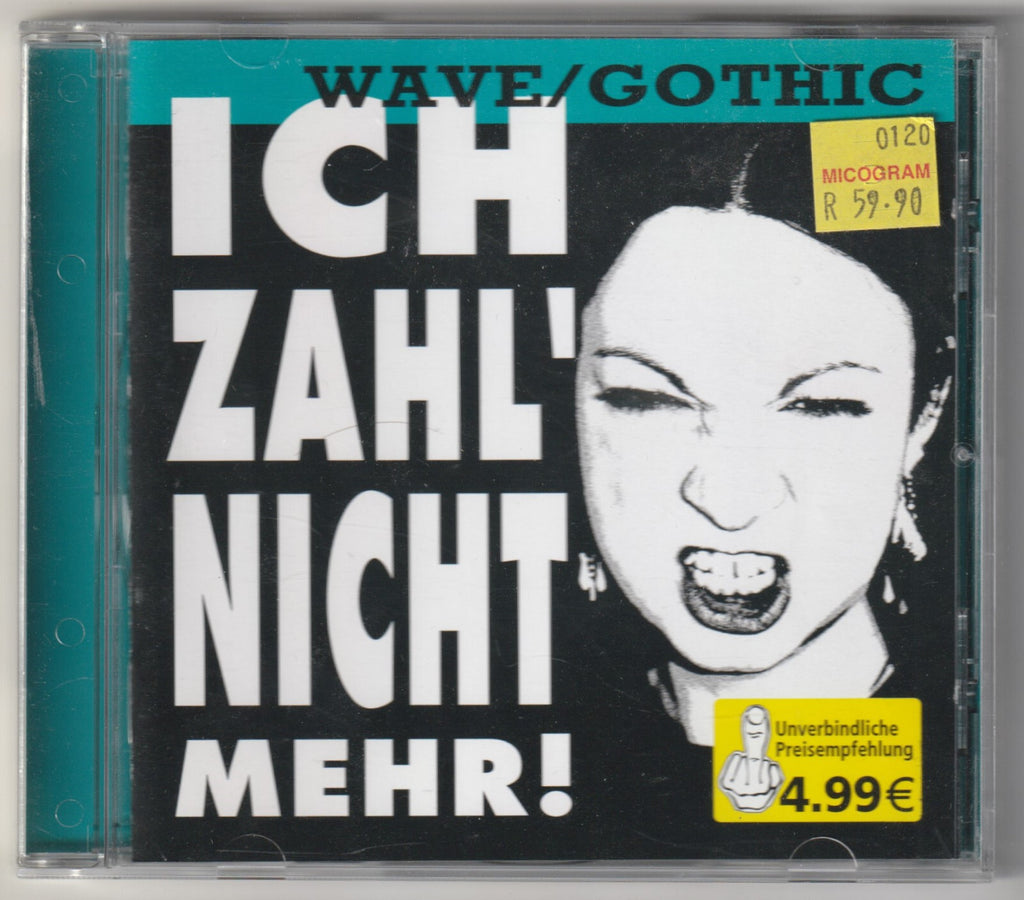 WAVE/GOTHIC
ICH
ZAHL'
NICHT
MEHR!
0120
MICOGRAM
R 59.90
Unverbindliche
Preisempfehlung
4.99€